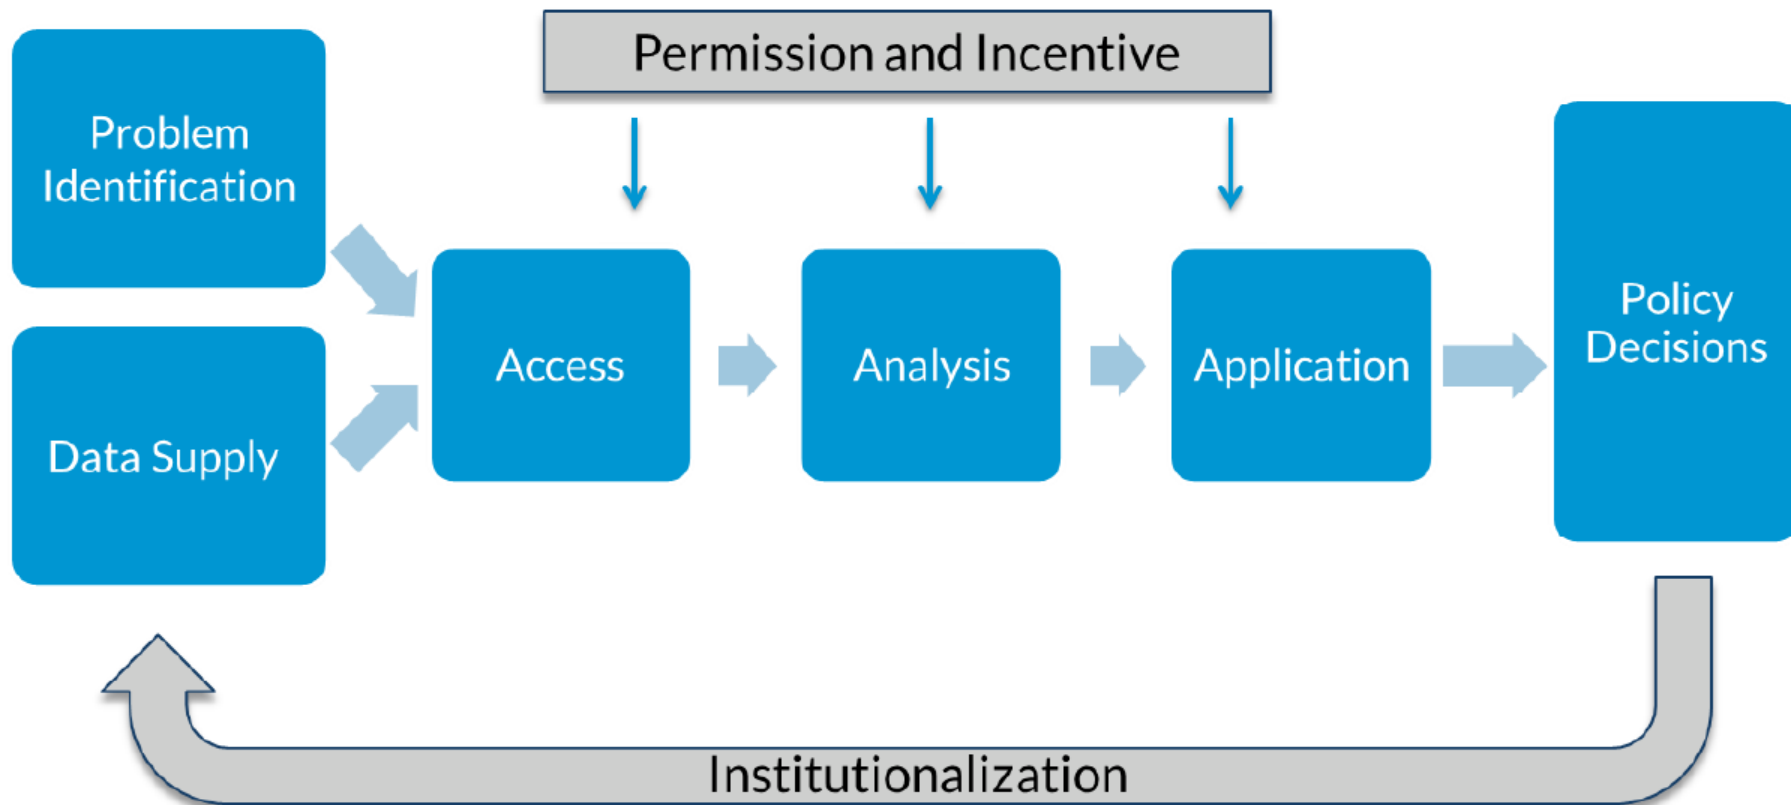 Permission and Incentive
Problem
Identification
Data Supply
Access
Analysis
Application
Policy
Decisions
Institutionalization